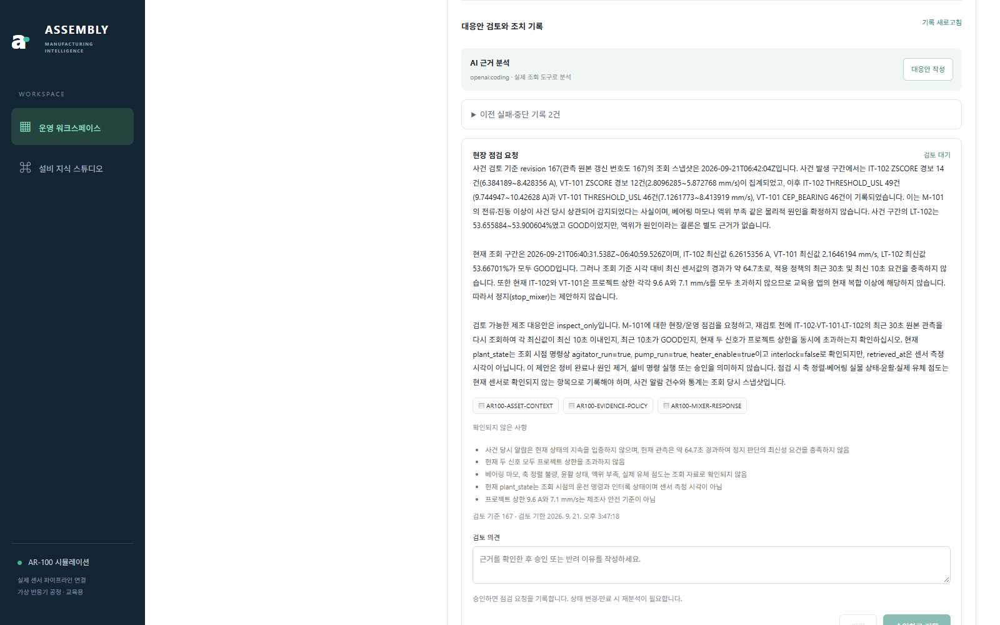 ASSEMBLY
MANUFACTURING
INTELLIGENCE
WORKSPACE
운영 워크스페이스
설비 지식 스튜디오
AR-100 시뮬레이션
실제 센서 파이프라인 연결
가상 반응기 공정 · 교육용
대응안 검토와 조치 기록
기록 새로고침
AI 근거 분석
openai:coding · 실제 조회 도구로 분석
대응안 작성
▶ 이전 실패·중단 기록 2건
현장 점검 요청
검토 대기
사건 검토 기준 revision 167(관측 원본 갱신 번호도 167)의 조회 스냅샷은 2026-09-21T06:42:04Z입니다. 사건 발생 구간에서는 IT-102 ZSCORE 경보 14
건(6.384189~8.428356 A), VT-101 ZSCORE 경보 12건(2.8096285~5.872768 mm/s)이 집계되었고, 이후 IT-102 THRESHOLD_USL 49건
(9.744947~10.42628 A)과 VT-101 THRESHOLD_USL 46건(7.1261773~8.413919 mm/s), VT-101 CEP_BEARING 46건이 기록되었습니다. 이는 M-101
의 전류·진동 이상이 사건 당시 상관되어 감지되었다는 사실이며, 베어링 마모나 액위 부족 같은 물리적 원인을 확정하지 않습니다. 사건 구간의 LT-102는
53.655884~53.900604%였고 GOOD이었지만, 액위가 원인이라는 결론은 별도 근거가 없습니다.
현재 조회 구간은 2026-09-21T06:40:31.538Z~06:40:59.526Z이며, IT-102 최신값 6.2615356 A, VT-101 최신값 2.1646194 mm/s, LT-102 최신값
53.66701%가 모두 GOOD입니다. 그러나 조회 기준 시각 대비 최신 센서값의 경과가 약 64.7초로, 적용 정책의 최근 30초 및 최신 10초 요건을 충족하지 않
습니다. 또한 현재 IT-102와 VT-101은 프로젝트 상한 각각 9.6 A와 7.1 mm/s를 모두 초과하지 않으므로 교육용 앱의 현재 복합 이상에 해당하지 않습니다.
따라서 정지(stop_mixer)는 제안하지 않습니다.
검토 가능한 제조 대응안은 inspect_only입니다. M-101에 대한 현장/운영 점검을 요청하고, 재검토 전에 IT-102·VT-101·LT-102의 최근 30초 원본 관측을
다시 조회하여 각 최신값이 최신 10초 이내인지, 최근 10초가 GOOD인지, 현재 두 신호가 프로젝트 상한을 동시에 초과하는지 확인하십시오. 현재
plant_state는 조회 시점 명령상 agitator_run=true, pump_run=true, heater_enable=true이고 interlock=false로 확인되지만, retrieved_at은 센서 측정
시각이 아닙니다. 이 제안은 정비 완료나 원인 제거, 설비 명령 실행 또는 승인을 의미하지 않습니다. 점검 시 축 정렬·베어링 실물 상태·윤활·실제 유체 점도는
현재 센서로 확인되지 않는 항목으로 기록해야 하며, 사건 알람 건수와 통계는 조회 당시 스냅샷입니다.
AR100-ASSET-CONTEXT
AR100-EVIDENCE-POLICY
AR100-MIXER-RESPONSE
확인되지 않은 사항
• 사건 당시 알람은 현재 상태의 지속을 입증하지 않으며, 현재 관측은 약 64.7초 경과하여 정지 판단의 최신성 요건을 충족하지 않음
• 현재 두 신호 모두 프로젝트 상한을 초과하지 않음
• 베어링 마모, 축 정렬 불량, 윤활 상태, 액위 부족, 실제 유체 점도는 조회 자료로 확인되지 않음
• 현재 plant_state는 조회 시점의 운전 명령과 인터록 상태이며 센서 측정 시각이 아님
• 프로젝트 상한 9.6 A와 7.1 mm/s는 제조사 안전 기준이 아님
검토 기준 167 · 검토 기한 2026. 9. 21. 오후 3:47:18
검토 의견
근거를 확인한 후 승인 또는 반려 이유를 작성하세요.
승인하면 점검 요청을 기록합니다. 상태 변경·만료 시 재분석이 필요합니다.